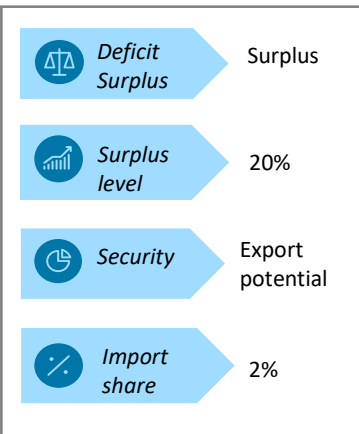 Deficit
Surplus
Surplus
Surplus
level
20%
Security
Export
potential
Import
share
2%